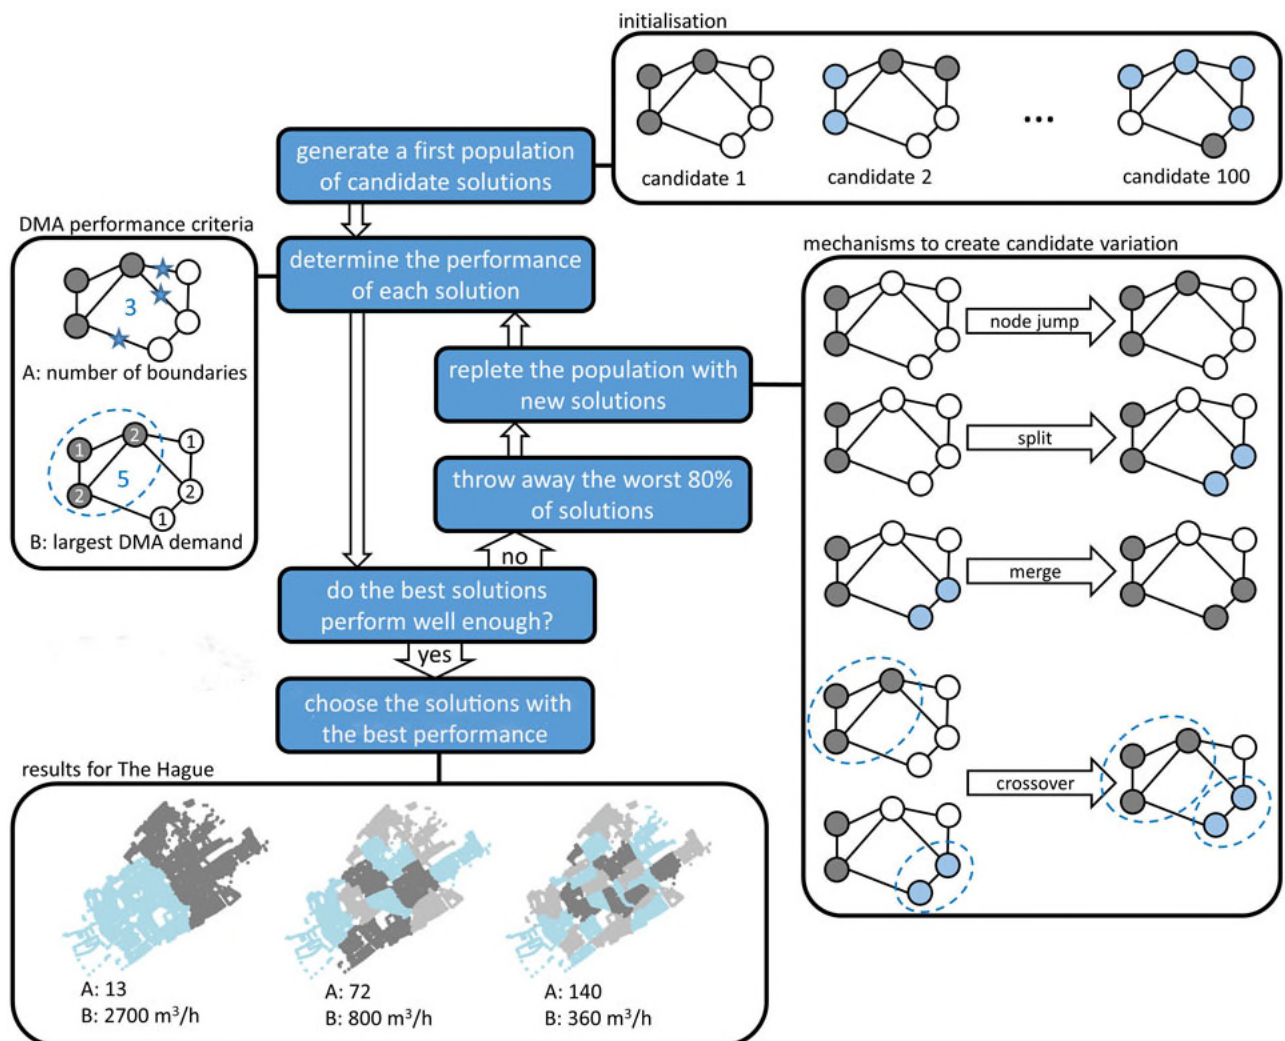 initialisation
candidate 1
candidate 2
...
candidate 100
generate a first population
of candidate solutions
DMA performance criteria
3
A: number of boundaries
1
2
1
5
2
2
1
B: largest DMA demand
determine the performance
of each solution
replete the population with
new solutions
throw away the worst 80%
of solutions
no
do the best solutions
perform well enough?
yes
choose the solutions with
the best performance
mechanisms to create candidate variation
node jump
split
merge
crossover
results for The Hague
A: 13
B: 2700 m³/h
A: 72
B: 800 m³/h
A: 140
B: 360 m³/h